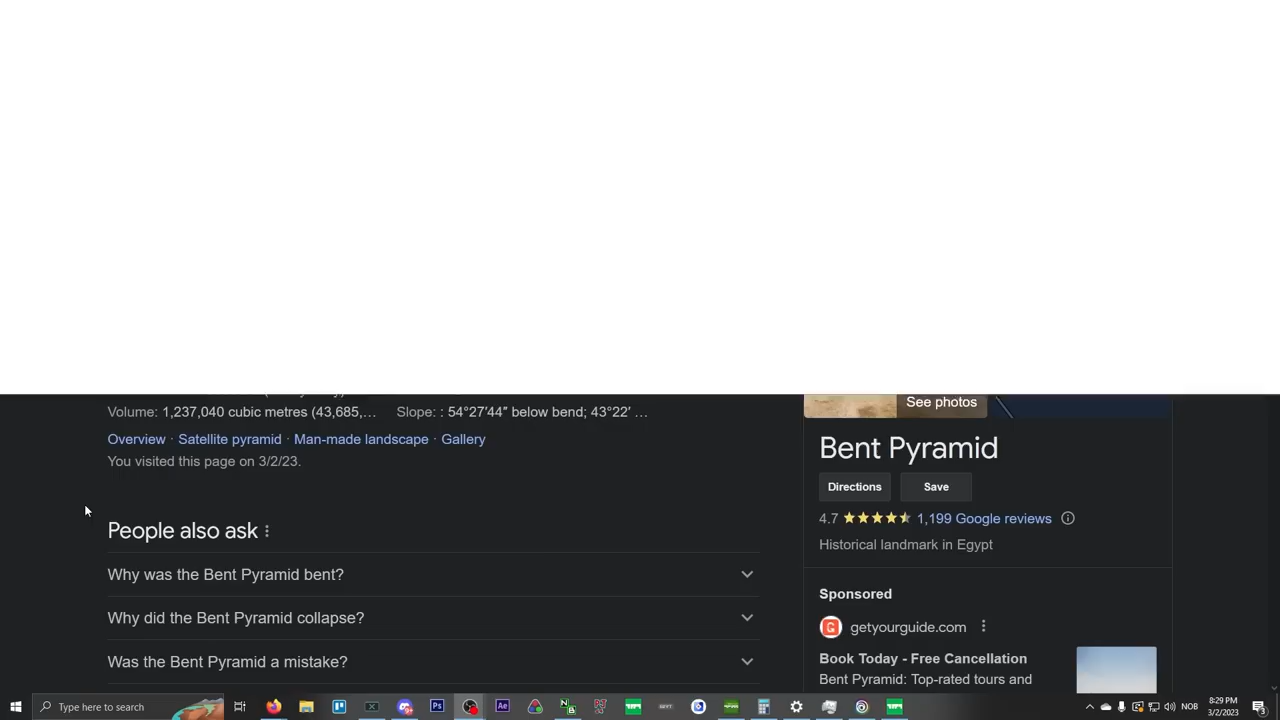 Volume: 1,237,040 cubic metres (43,685,… Slope: : 54°27′44″ below bend; 43°22′ …
Overview · Satellite pyramid · Man-made landscape · Gallery
You visited this page on 3/2/23.
People also ask
Why was the Bent Pyramid bent?
Why did the Bent Pyramid collapse?
Was the Bent Pyramid a mistake?
See photos
Bent Pyramid
Directions Save
4.7 1,199 Google reviews
Historical landmark in Egypt
Sponsored
G getyourguide.com
Book Today - Free Cancellation
Bent Pyramid: Top-rated tours and
Type here to search
Ps
Ae
NOB
8:29 PM
3/2/2023